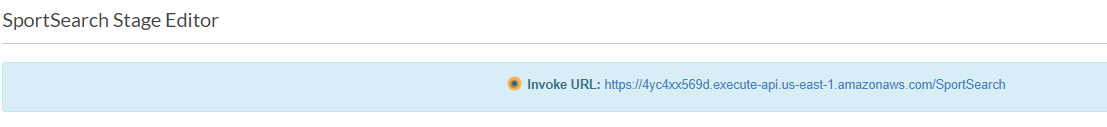 SportSearch Stage Editor
Invoke URL: https://4yc4xx569d.execute-api.us-east-1.amazonaws.com/SportSearch